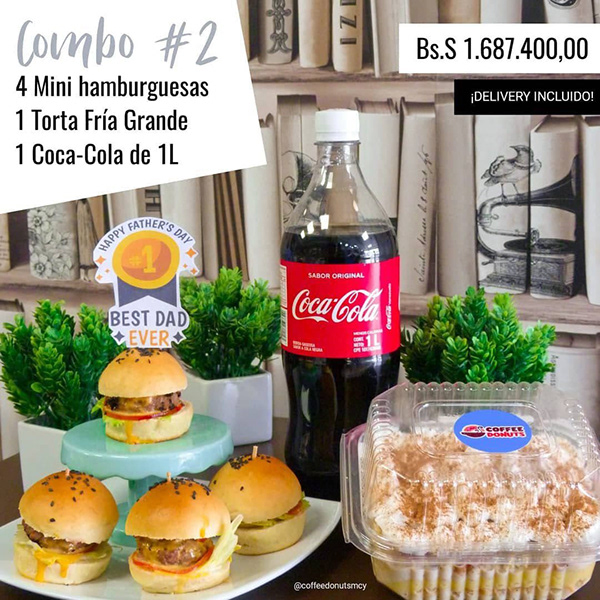 Combo #2
4 Mini hamburguesas
1 Torta Fría Grande
1 Coca-Cola de 1L
Bs.S 1.687.400,00
¡DELIVERY INCLUIDO!
HAPPY FATHER'S DAY
#1
BEST DAD
EVER
SABOR ORIGINAL
Coca-Cola
1L
COFFEE
DONUTS
@coffeedonutsmcy